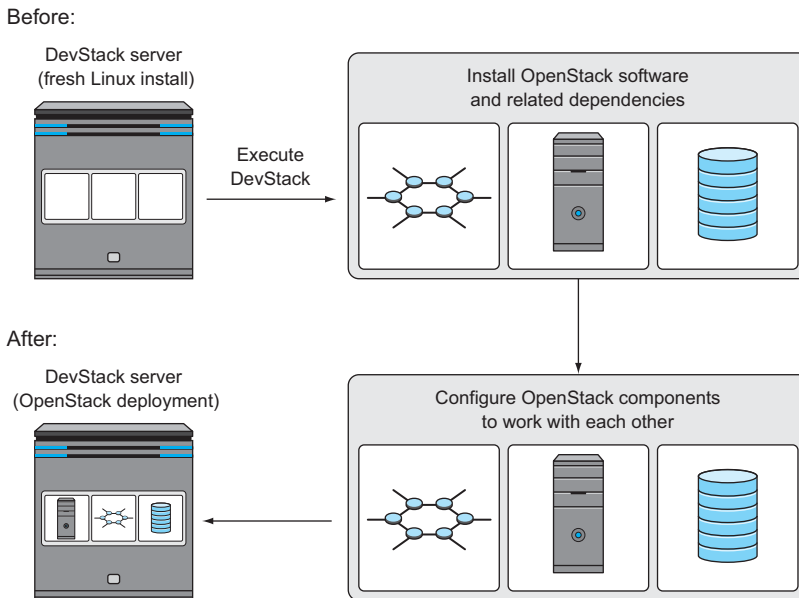 Before:
DevStack server
(fresh Linux install)
Execute
DevStack
Install OpenStack software
and related dependencies
After:
DevStack server
(OpenStack deployment)
Configure OpenStack components
to work with each other